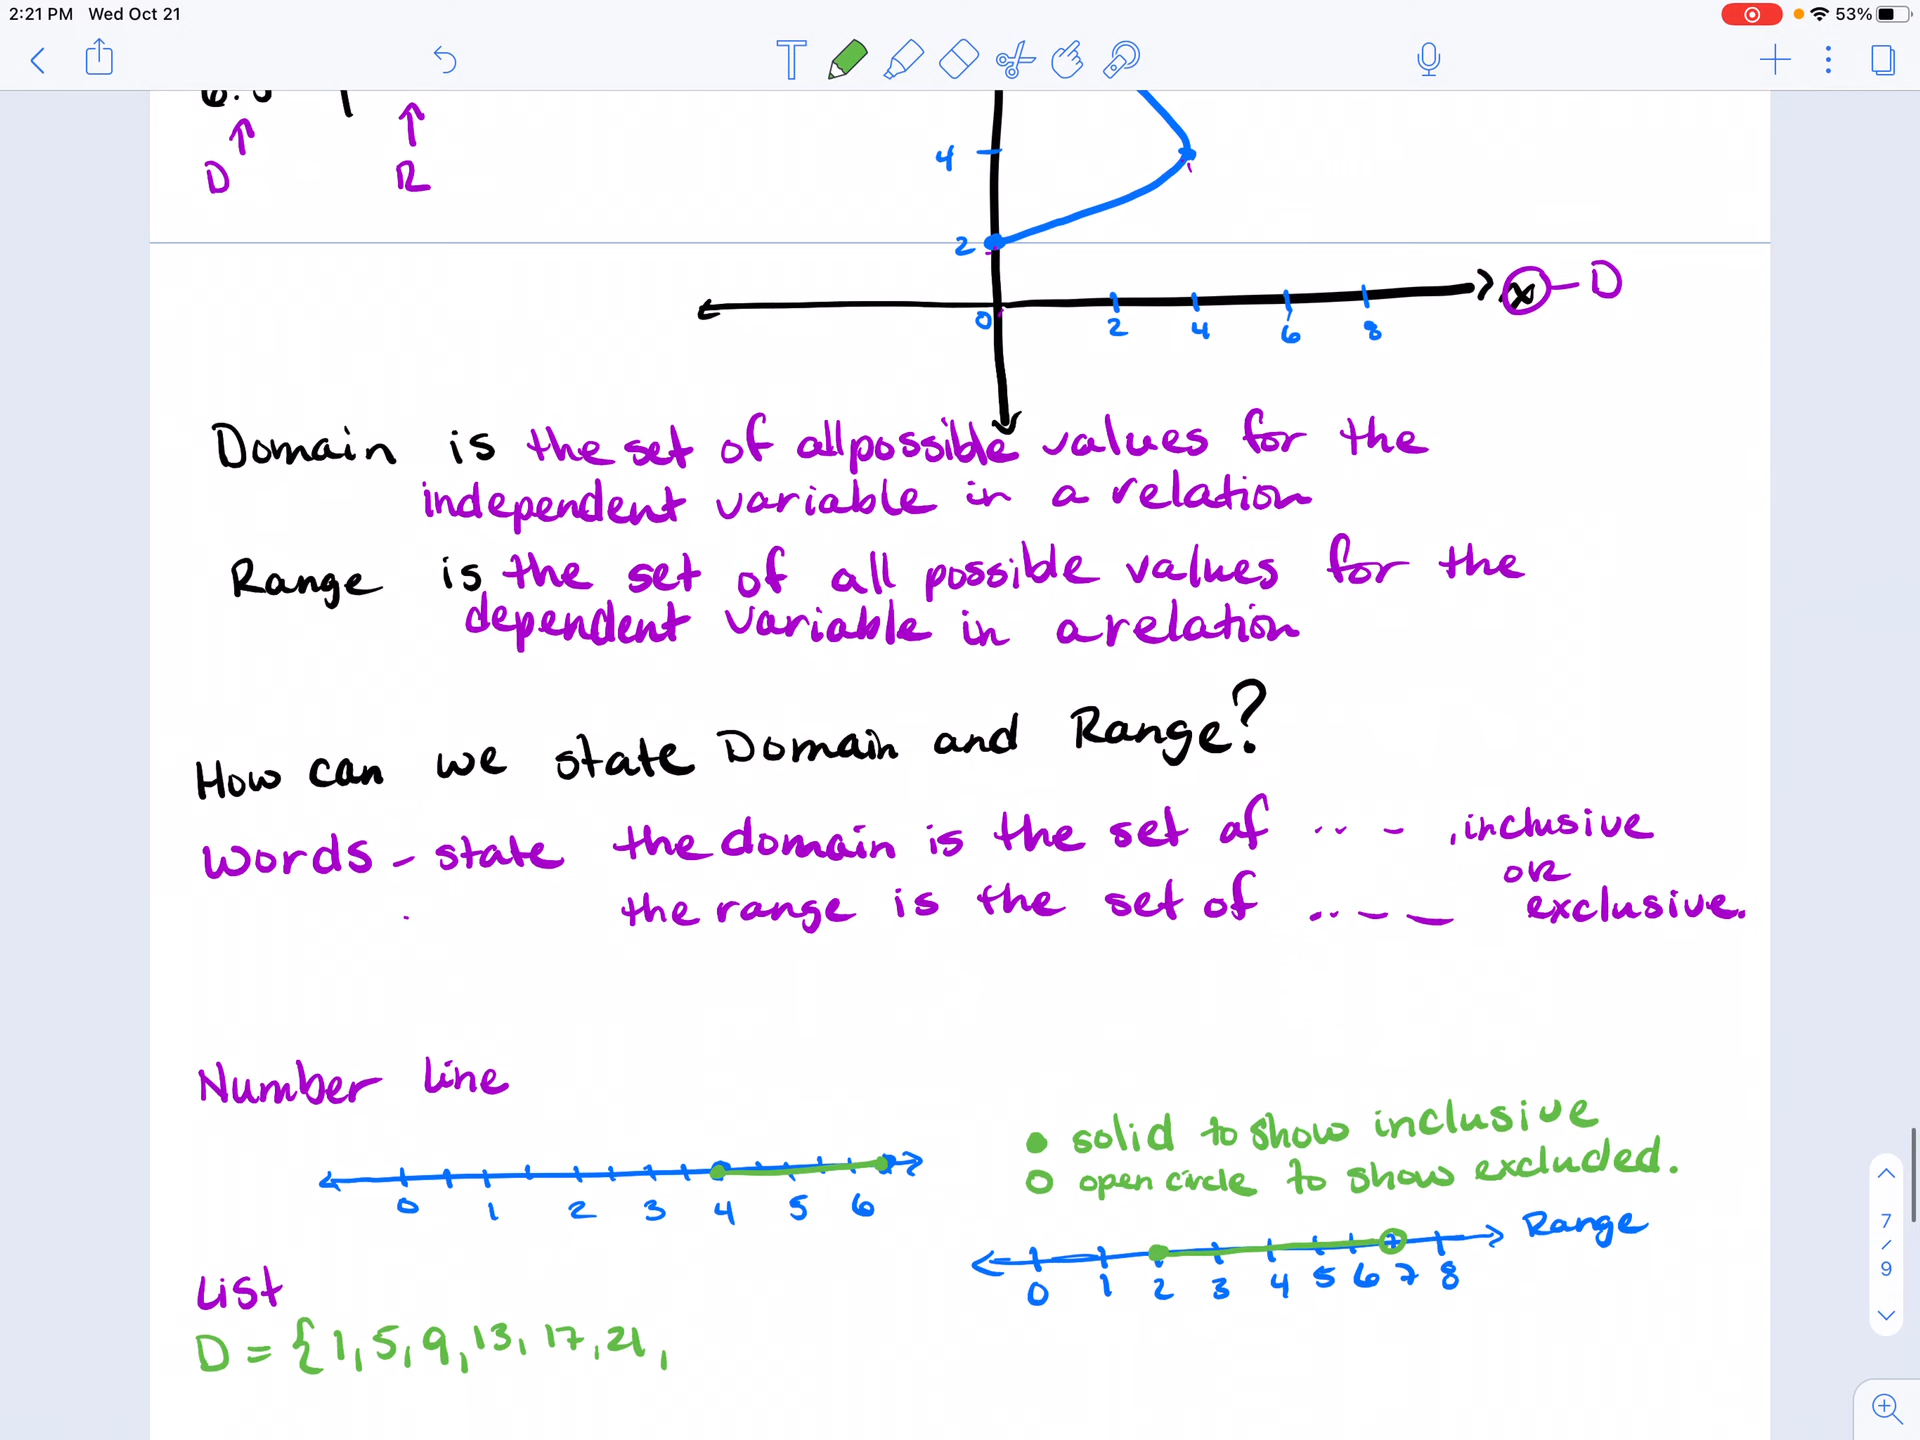 2:21 PM Wed Oct 21
53%
T
D
R
4
2
0 2 4 6 8
x - D
Domain is the set of all possible values for the
independent variable in a relation
Range is the set of all possible values for the
dependent variable in a relation
How can we state Domain and Range?
Words - state the domain is the set of ... - , inclusive
or
the range is the set of .. - - exclusive.
Number line
0 1 2 3 4 5 6
● solid to show inclusive
○ open circle to show excluded.
Range
0 1 2 3 4 5 6 7 8
List
D = { 1, 5, 9, 13, 17, 21,
7
/
9